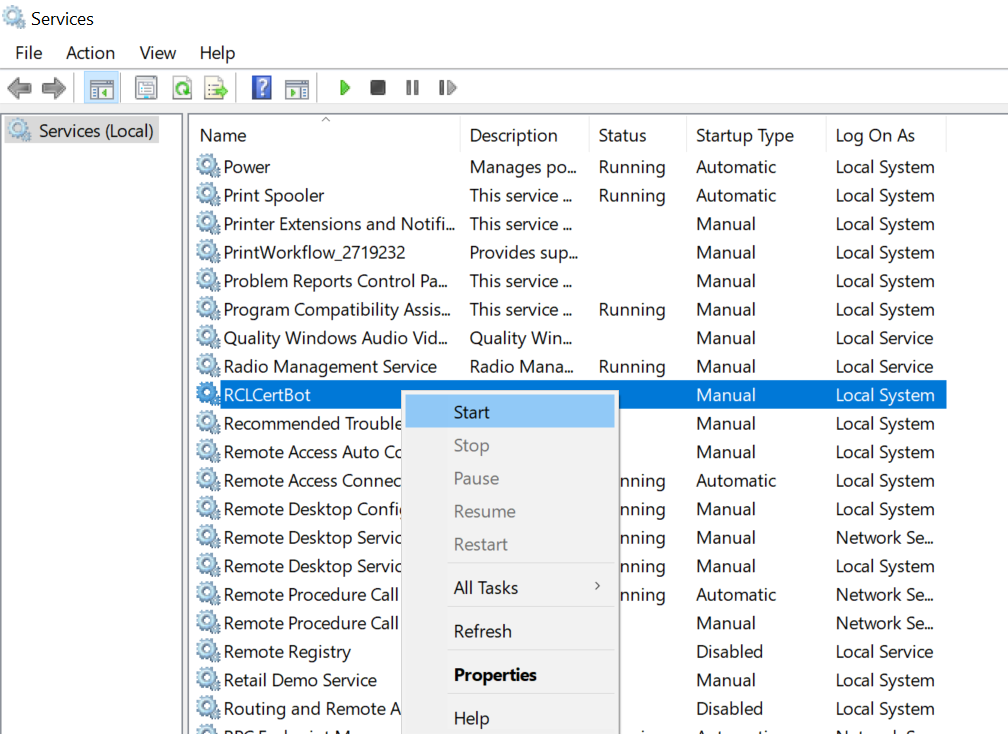 Services
File Action View Help
Services (Local)
Name Description Status Startup Type Log On As
Power Manages po... Running Automatic Local System
Print Spooler This service ... Running Automatic Local System
Printer Extensions and Notifi... This service ... Manual Local System
PrintWorkflow_2719232 Provides sup... Manual Local System
Problem Reports Control Pa... This service ... Manual Local System
Program Compatibility Assis... This service ... Running Manual Local System
Quality Windows Audio Vid... Quality Win... Manual Local Service
Radio Management Service Radio Mana... Running Manual Local Service
RCLCertBot Manual Local System
Recommended Trouble Manual Local System
Remote Access Auto Co Manual Local System
Remote Access Connec nning Automatic Local System
Remote Desktop Config nning Manual Local System
Remote Desktop Servic nning Manual Network Se...
Remote Desktop Servic nning Manual Local System
Remote Procedure Call nning Automatic Network Se...
Remote Procedure Call Manual Network Se...
Remote Registry Disabled Local Service
Retail Demo Service Manual Local System
Routing and Remote A Disabled Local System
Start
Stop
Pause
Resume
Restart
All Tasks
Refresh
Properties
Help